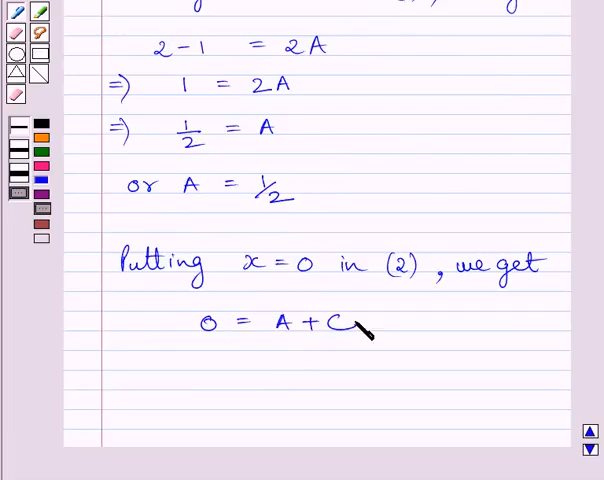 2 - 1 = 2A
⇒ 1 = 2A
⇒ 1/2 = A
or A = 1/2
Putting x = 0 in (2), we get
0 = A + C